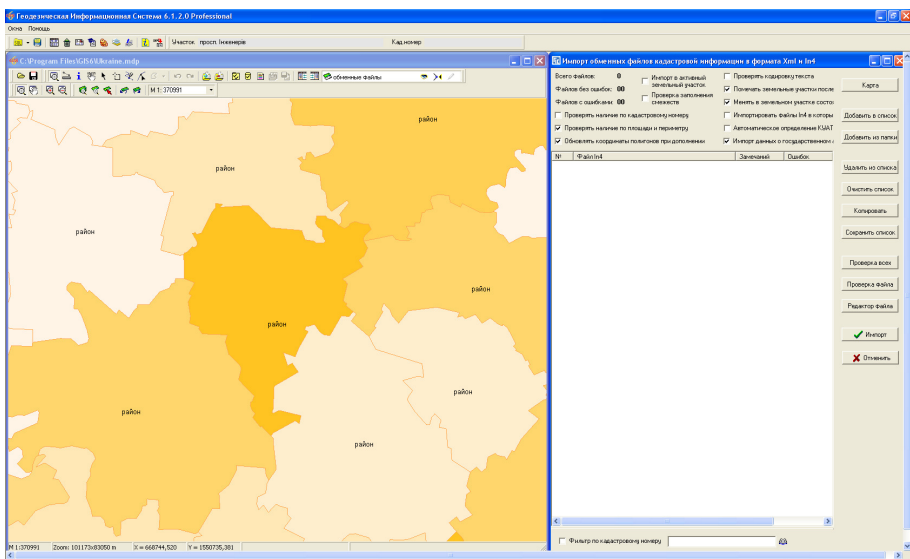 Геодезическая Информационная Система 6.1.2.0 Professional
Окна Помощь
Участок просп. Інженерів Кад.номер
C:\Program Files\GIS6\Ukraine.mdp
обменные файлы
M 1: 370991
район
район
район
район
район
район
район
район
M 1:370991 Zoom: 101173x83050 m X = 668744,520 Y = 1550735,381
Импорт обменных файлов кадастровой информации в формата Xml и In4
Всего файлов: 0
Файлов без ошибок: 00
Файлов с ошибками: 00
Импорт в активный земельный участок
Проверка заполнения смежеств
Проверять наличие по кадастровому номеру
Проверять наличие по площади и периметру
Обновлять координаты полигонов при дополнении
Проверять кодировку текста
Помечать земельные участки после
Менять в земельном участке состо
Импортировать файлы In4 в которы
Автоматическое определение КУАТ
Импорт данных о государственном
№ Файл In4 Замечаний Ошибок
Фильтр по кадастровому номеру
Карта
Добавить в список
Добавить из папки
Удалить из списка
Очистить список
Копировать
Сохранить список
Проверка всех
Проверка файла
Редактор файла
Импорт
Отменить